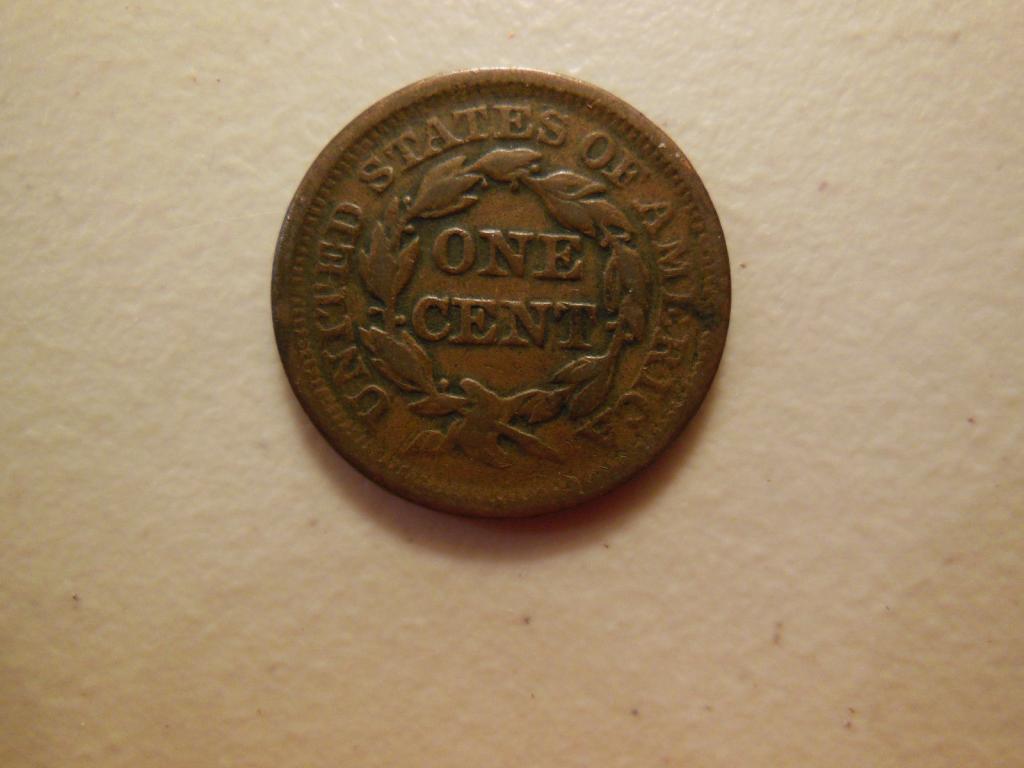 UNITED STATES OF AMERICA
ONE
CENT